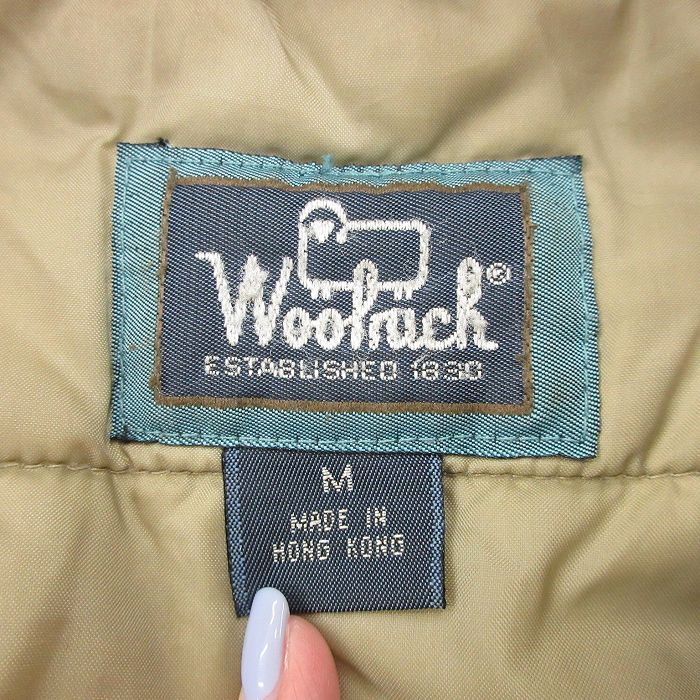 Woolrich®
ESTABLISHED 1830
M
MADE IN
HONG KONG